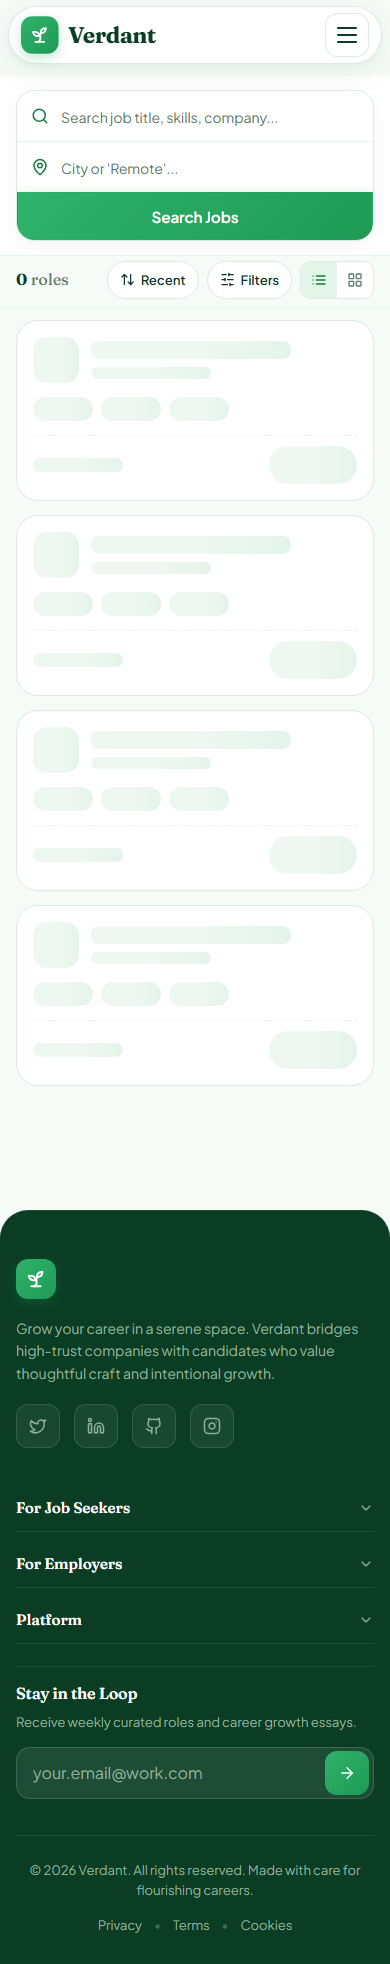 Verdant
Search job title, skills, company...
City or 'Remote'...
Search Jobs
0 roles
Recent
Filters
Grow your career in a serene space. Verdant bridges
high-trust companies with candidates who value
thoughtful craft and intentional growth.
For Job Seekers
For Employers
Platform
Stay in the Loop
Receive weekly curated roles and career growth essays.
your.email@work.com
© 2026 Verdant. All rights reserved. Made with care for
flourishing careers.
Privacy • Terms • Cookies